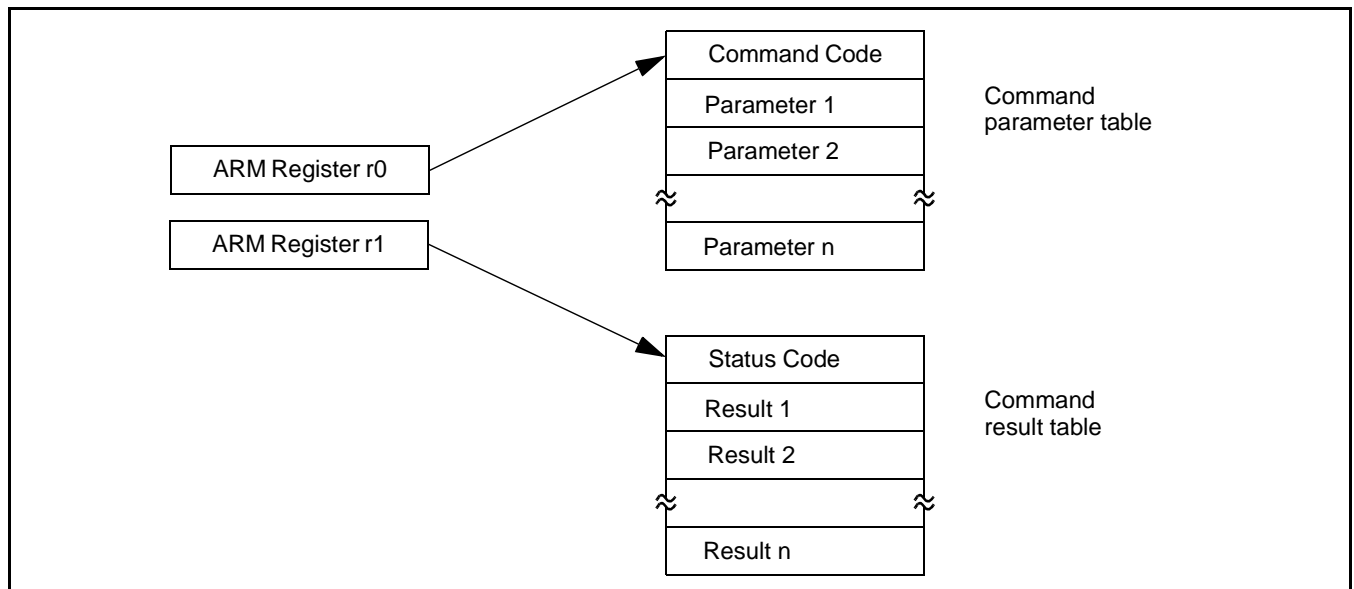 ARM Register r0
ARM Register r1
Command Code
Parameter 1
Parameter 2
Parameter n
Command
parameter table
Status Code
Result 1
Result 2
Result n
Command
result table